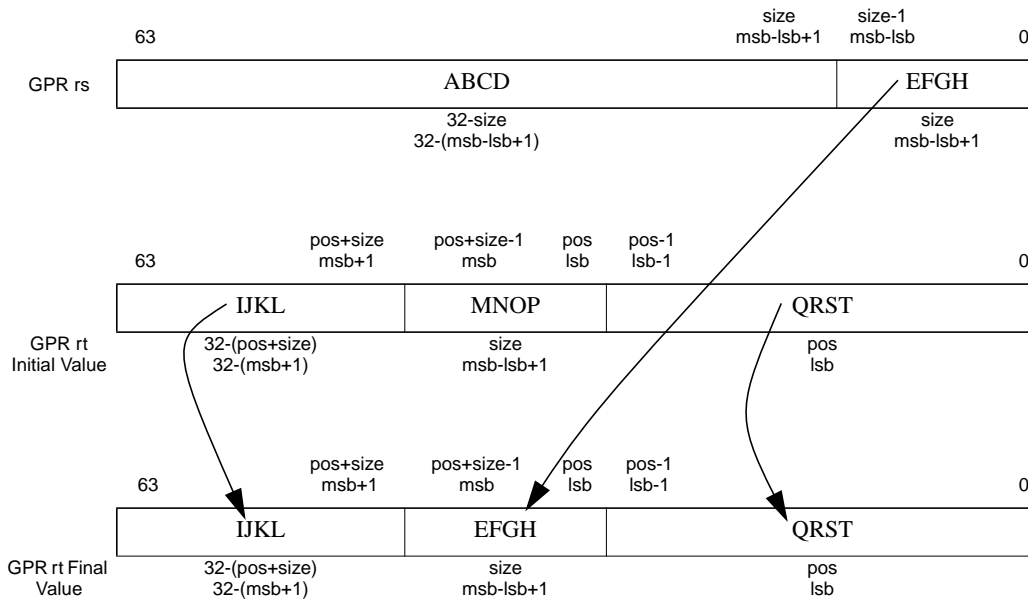 63 size size-1 0
msb-lsb+1 msb-lsb
GPR rs ABCD EFGH
32-size size
32-(msb-lsb+1) msb-lsb+1
63 pos+size pos+size-1 pos pos-1 0
msb+1 msb lsb lsb-1
IJKL MNOP QRST
GPR rt 32-(pos+size) size pos
Initial Value 32-(msb+1) msb-lsb+1 lsb
63 pos+size pos+size-1 pos pos-1 0
msb+1 msb lsb lsb-1
IJKL EFGH QRST
GPR rt Final 32-(pos+size) size pos
Value 32-(msb+1) msb-lsb+1 lsb